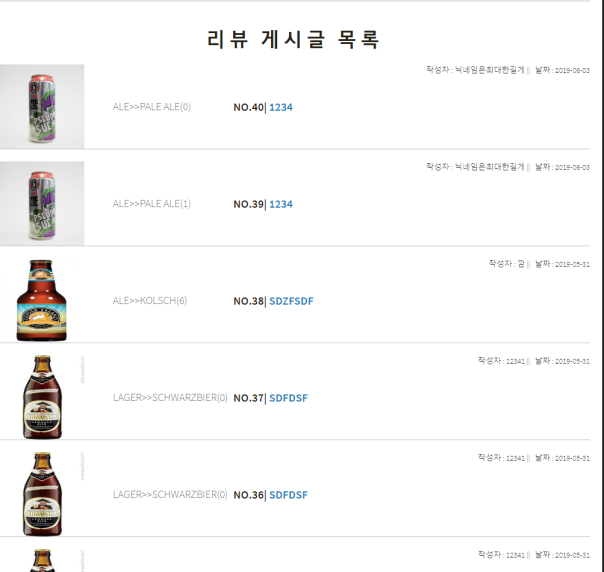 리뷰 게시글 목록
작성자 : 닉네임은최대한길게 || 날짜 : 2019-06-03
ALE>>PALE ALE(0) NO.40| 1234
작성자 : 닉네임은최대한길게 || 날짜 : 2019-06-03
ALE>>PALE ALE(1) NO.39| 1234
작성자 : 깜 || 날짜 : 2019-05-31
ALE>>KOLSCH(6) NO.38| SDZFSDF
작성자 : 12341 || 날짜 : 2019-05-31
LAGER>>SCHWARZBIER(0) NO.37| SDFDSF
작성자 : 12341 || 날짜 : 2019-05-31
LAGER>>SCHWARZBIER(0) NO.36| SDFDSF
작성자 : 12341 || 날짜 : 2019-05-31